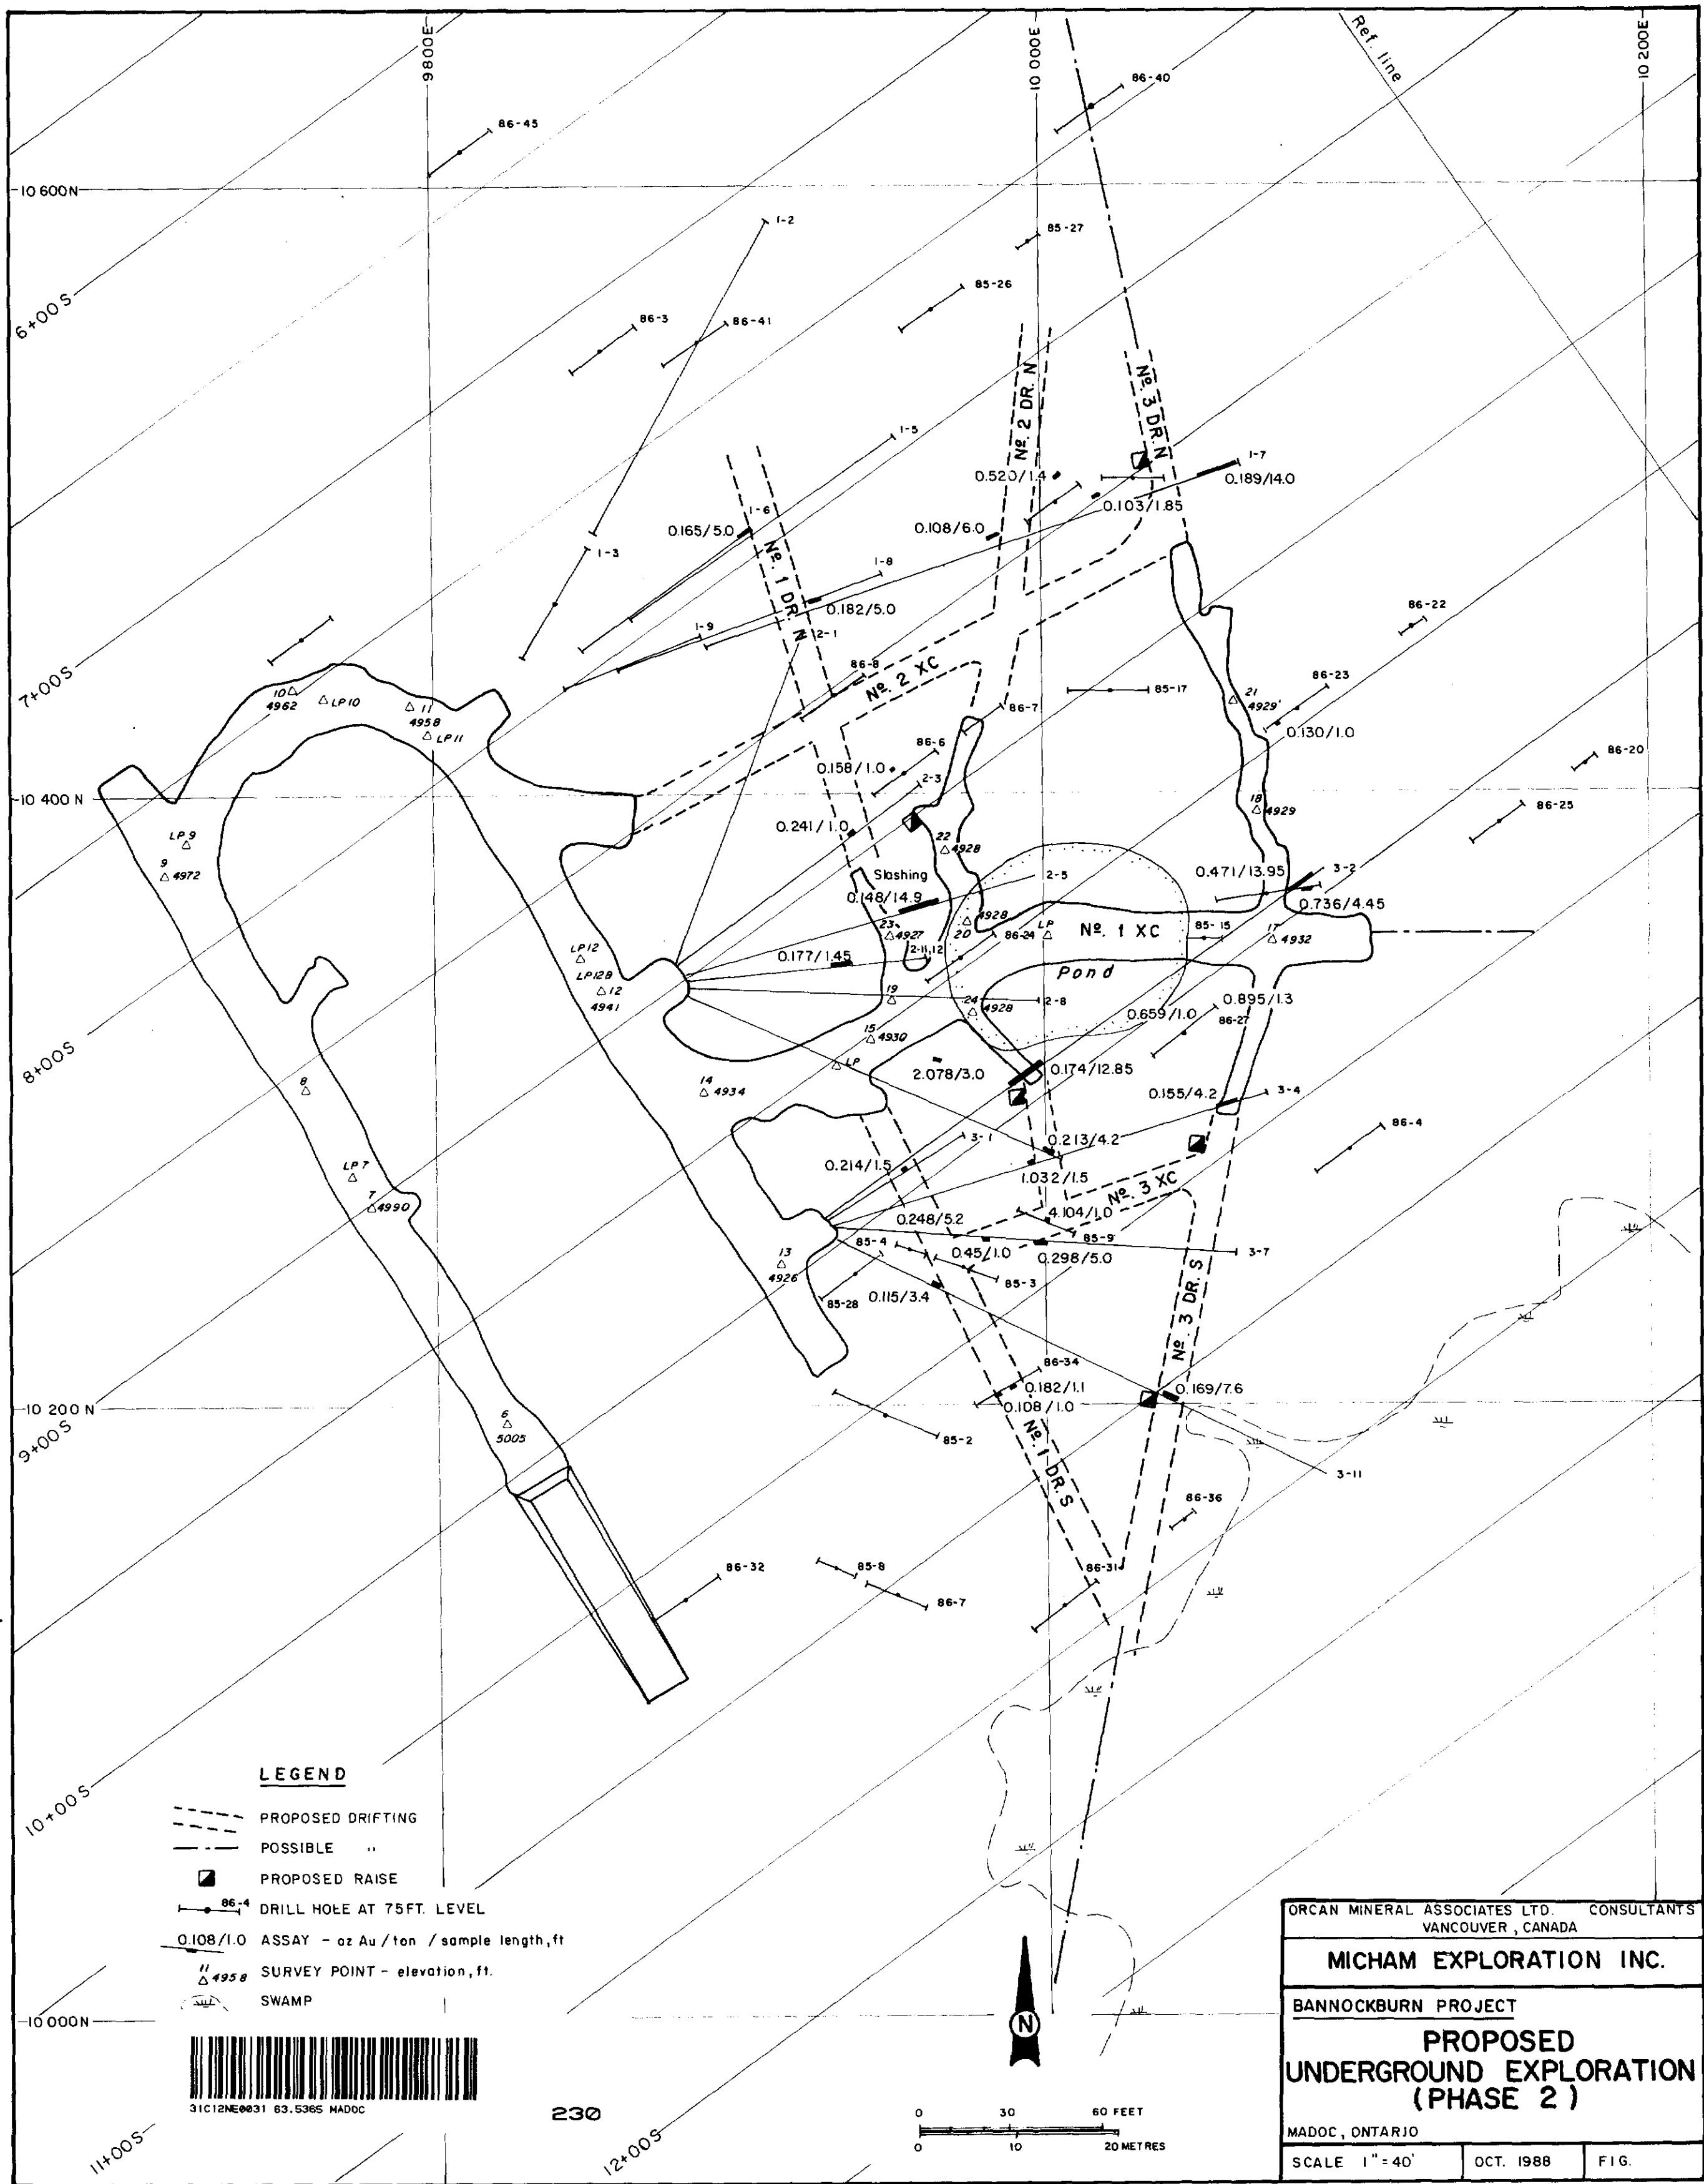 9800E
10 000E
10 200E
Ref. line
86-40
86-45
10 600N
1-2
85-27
85-26
6+00S
86-3
86-41
Nº. 2 DR. N
Nº. 3 DR. N
1-5
1-7
0.520/1.4
0.189/14.0
0.103/1.85
1-6
0.165/5.0
0.108/6.0
1-3
Nº. 1 DR. N
1-8
0.182/5.0
86-22
1-9
2-1
86-8
Nº. 2 XC
86-23
7+00S
10
4962
LP10
11
4958
LP11
85-17
21
4929'
86-7
0.130/1.0
86-6
0.158/1.0
2-3
86-20
10 400 N
18
4929
86-25
0.241/1.0
LP 9
22
4928
9
4972
Slashing
2-5
0.471/13.95
3-2
0.148/14.9
0.736/4.45
4928
23
4927
20
LP
Nº. 1 XC
85-15
17
4932
86-24
LP12
2-11,12
0.177/1.45
Pond
LP12B
12
4941
19
2-8
0.895/1.3
24
4928
0.659/1.0
86-27
15
4930
8+00S
LP
2.078/3.0
0.174/12.85
8
14
4934
0.155/4.2
3-4
86-4
3-1
0.213/4.2
0.214/1.5
LP 7
1.032/1.5
Nº. 3 XC
7
4990
4.104/1.0
0.248/5.2
85-9
85-4
0.45/1.0
3-7
0.298/5.0
13
4926
85-3
85-28
0.115/3.4
Nº. 3 DR. S
86-34
0.182/1.1
0.169/7.6
0.108/1.0
10 200 N
9+00S
6
5005
85-2
Nº. 1 DR. S
3-11
86-36
86-32
85-8
86-31
86-7
LEGEND
PROPOSED DRIFTING
POSSIBLE "
PROPOSED RAISE
86-4 DRILL HOLE AT 75FT. LEVEL
0.108/1.0 ASSAY - oz Au / ton / sample length, ft
11 4958 SURVEY POINT - elevation, ft.
SWAMP
10+00S
10 000N
N
31C12NE0031 63.5365 MADOC
230
0 30 60 FEET
0 10 20 METRES
11+00S
12+00S
ORCAN MINERAL ASSOCIATES LTD. CONSULTANTS
VANCOUVER, CANADA
MICHAM EXPLORATION INC.
BANNOCKBURN PROJECT
PROPOSED
UNDERGROUND EXPLORATION
(PHASE 2)
MADOC, ONTARIO
SCALE 1" = 40'
OCT. 1988
FIG.